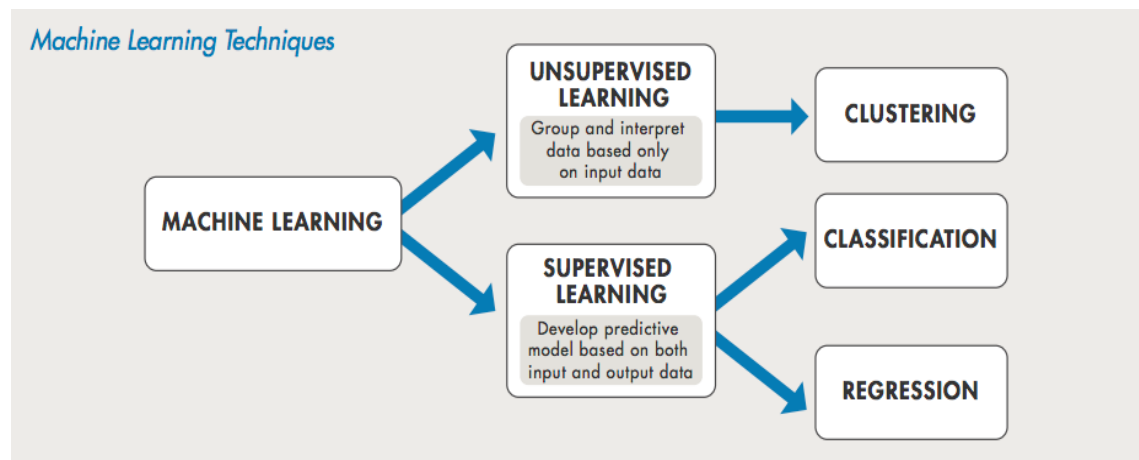 Machine Learning Techniques
MACHINE LEARNING
UNSUPERVISED
LEARNING
Group and interpret
data based only
on input data
CLUSTERING
SUPERVISED
LEARNING
Develop predictive
model based on both
input and output data
CLASSIFICATION
REGRESSION